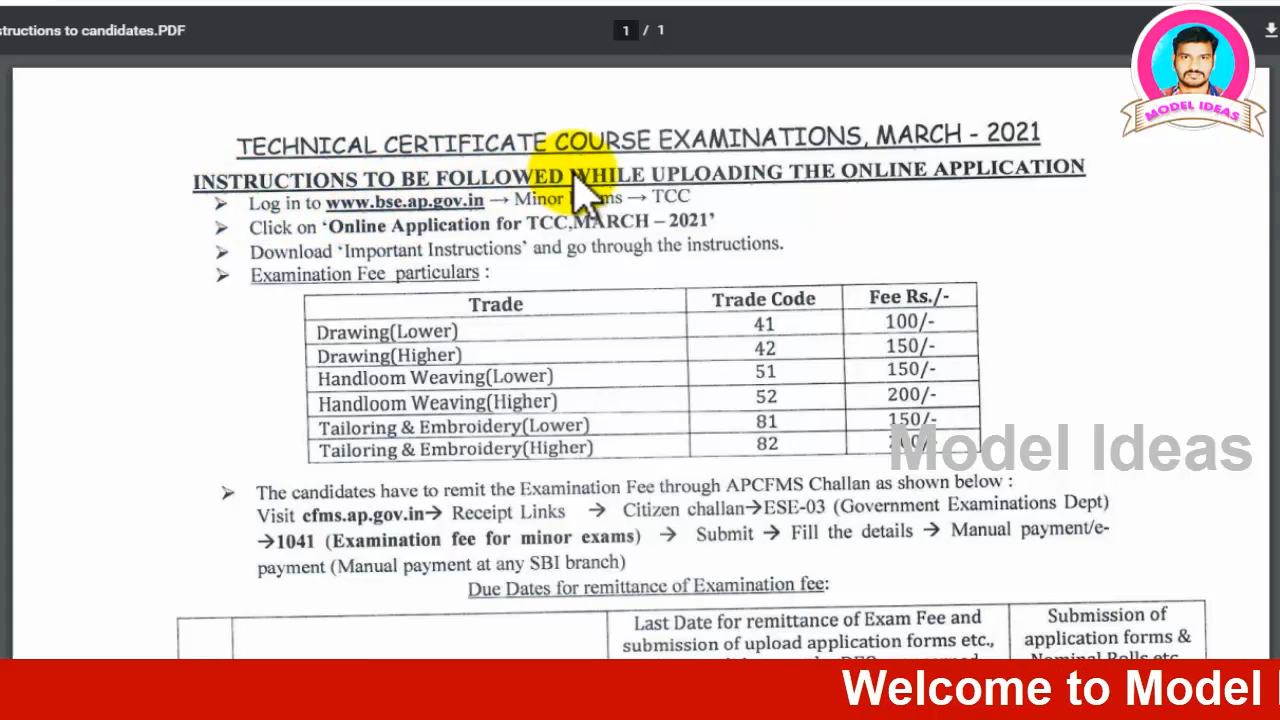 structions to candidates.PDF
1 / 1
MODEL IDEAS
TECHNICAL CERTIFICATE COURSE EXAMINATIONS, MARCH - 2021
INSTRUCTIONS TO BE FOLLOWED WHILE UPLOADING THE ONLINE APPLICATION
➢ Log in to www.bse.ap.gov.in → Minor → TCC
➢ Click on ‘Online Application for TCC,MARCH – 2021’
➢ Download ‘Important Instructions’ and go through the instructions.
➢ Examination Fee particulars :
Trade Trade Code Fee Rs./-
Drawing(Lower) 41 100/-
Drawing(Higher) 42 150/-
Handloom Weaving(Lower) 51 150/-
Handloom Weaving(Higher) 52 200/-
Tailoring & Embroidery(Lower) 81 150/-
Tailoring & Embroidery(Higher) 82
Model Ideas
➢ The candidates have to remit the Examination Fee through APCFMS Challan as shown below :
Visit cfms.ap.gov.in→ Receipt Links → Citizen challan→ESE-03 (Government Examinations Dept)
→1041 (Examination fee for minor exams) → Submit → Fill the details → Manual payment/e-
payment (Manual payment at any SBI branch)
Due Dates for remittance of Examination fee:
Last Date for remittance of Exam Fee and
submission of upload application forms etc.,
Submission of
application forms &
Nominal Rolls etc
Welcome to Model